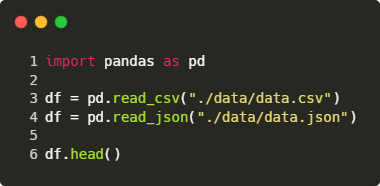 1 import pandas as pd
2
3 df = pd.read_csv("./data/data.csv")
4 df = pd.read_json("./data/data.json")
5
6 df.head()